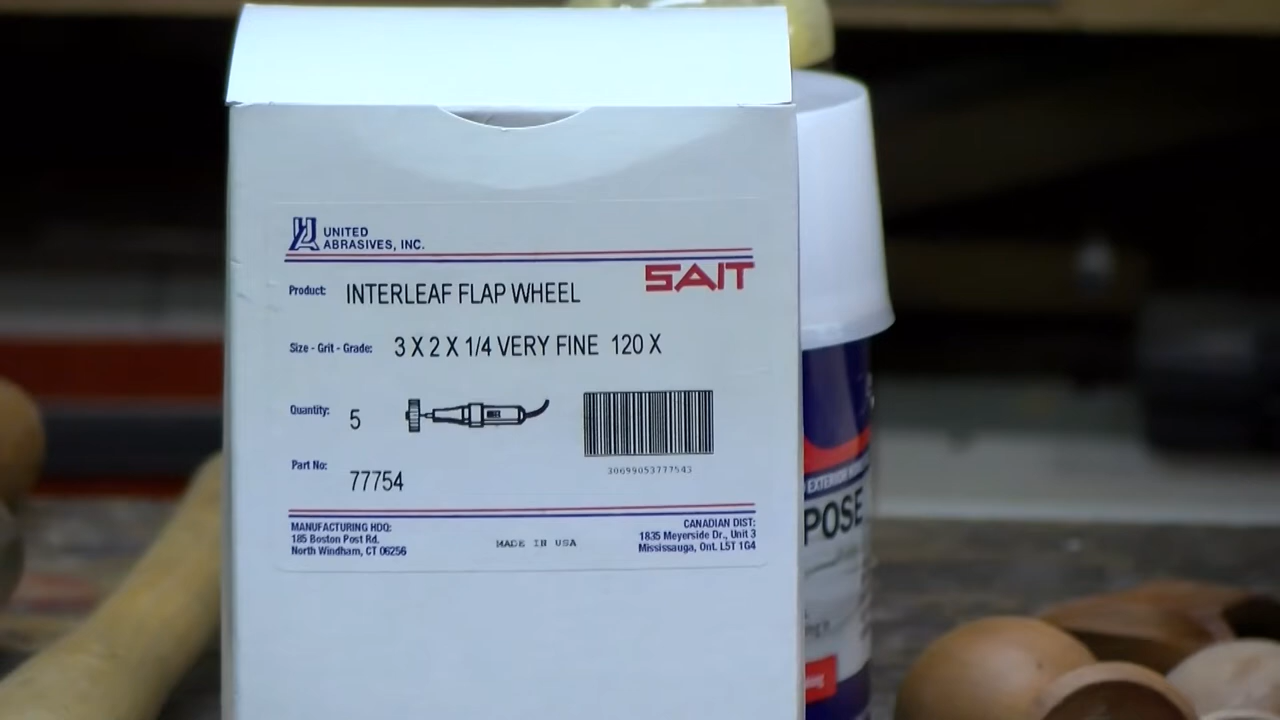 UNITED
ABRASIVES, INC.
SAIT
Product: INTERLEAF FLAP WHEEL
Size - Grit - Grade: 3 X 2 X 1/4 VERY FINE 120 X
Quantity: 5
30699053777543
Part No: 77754
MANUFACTURING HDQ:
185 Boston Post Rd.
North Windham, CT 06256
MADE IN USA
CANADIAN DIST:
1835 Meyerside Dr., Unit 3
Mississauga, Ont. L5T 1G4
EXTERIOR
POSE